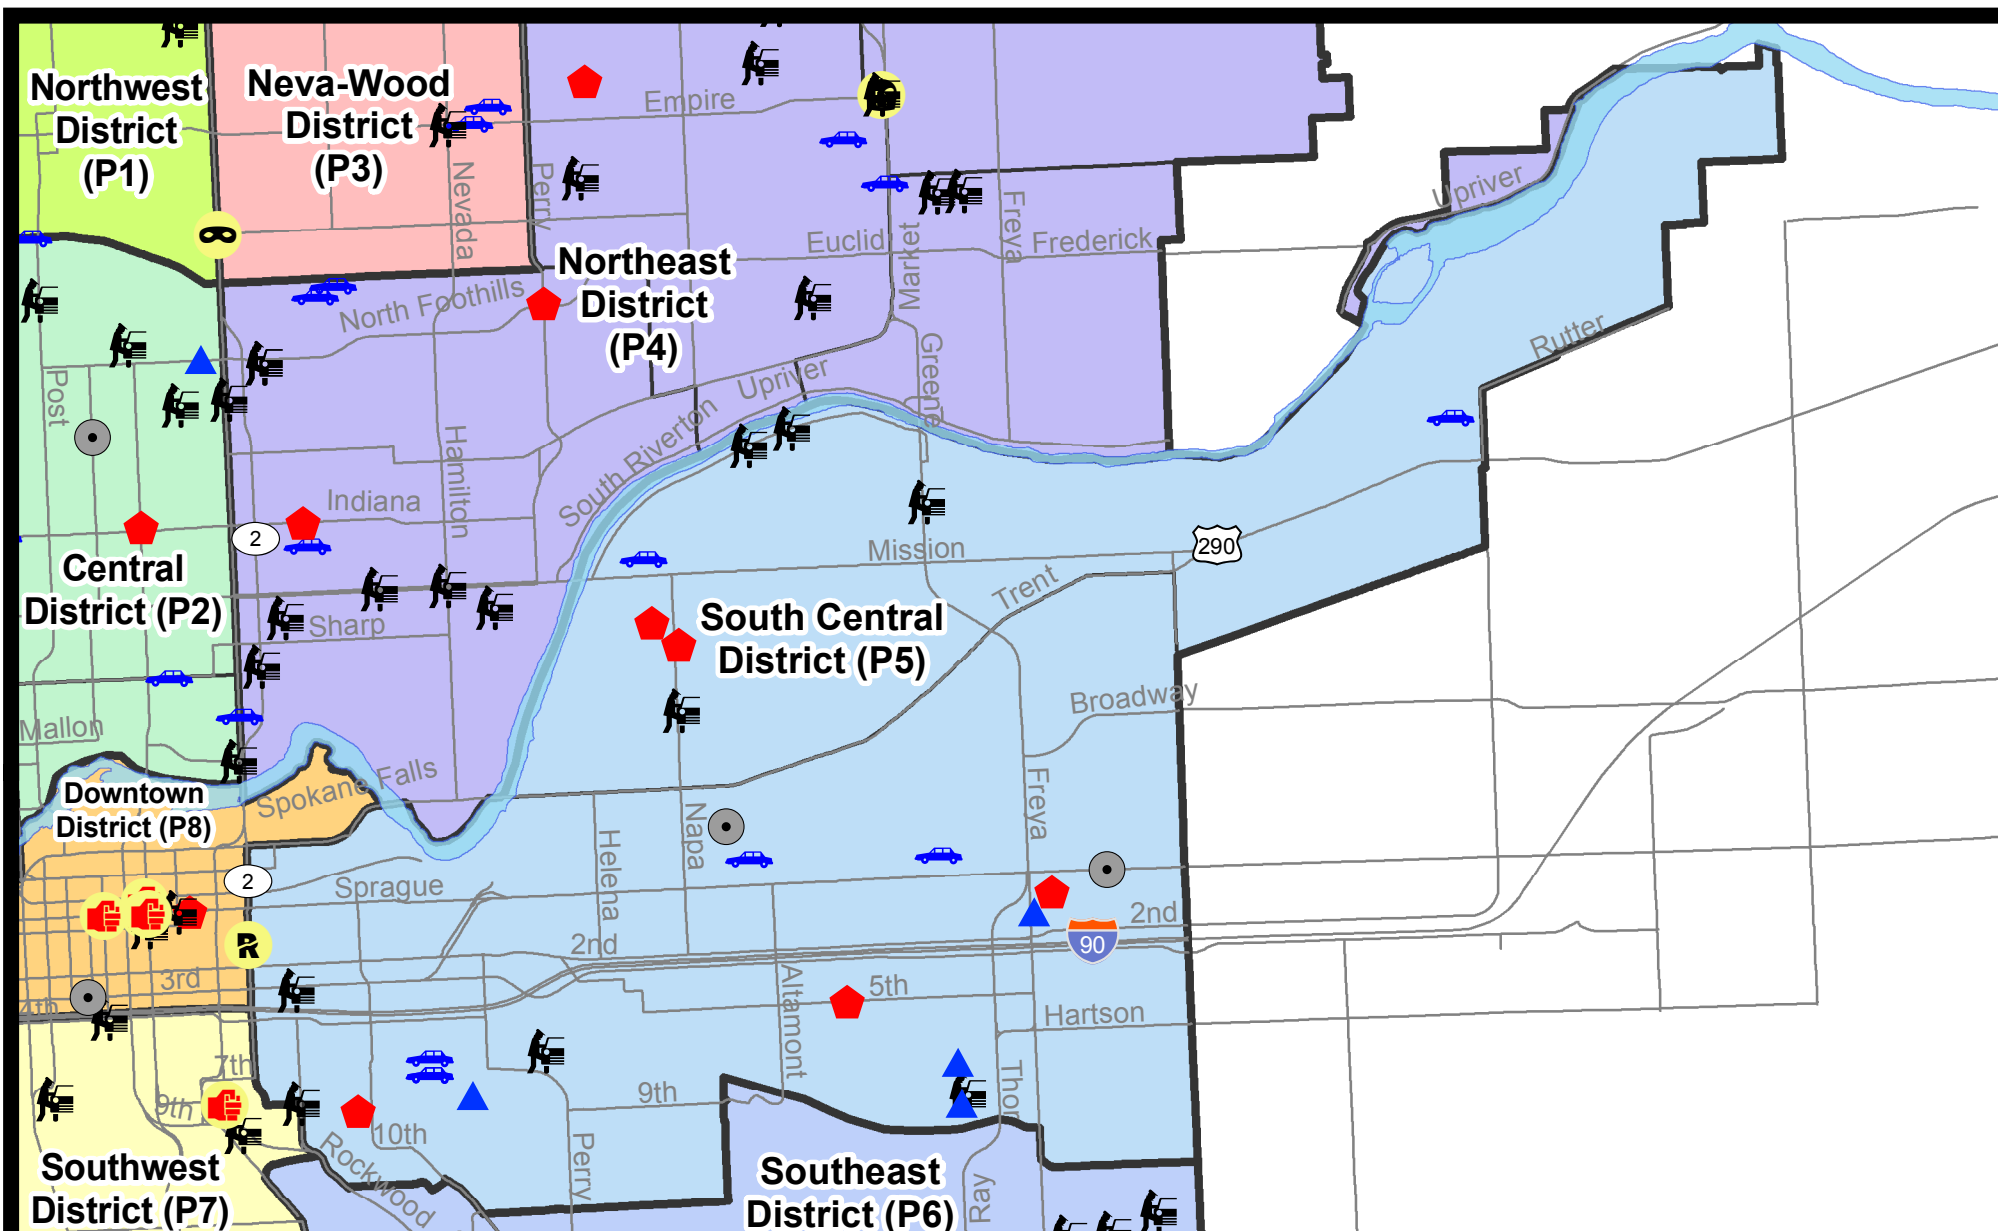 Northwest
District
(P1)
Neva-Wood
District
(P3)
Empire
Nevada
Perry
Euclid
Market
Freya
Frederick
Upriver
Northeast
District
(P4)
North Foothills
Greene
Upriver
Rutter
Post
Hamilton
South Riverton
Indiana
2
Mission
290
Trent
Central
District (P2)
Sharp
South Central
District (P5)
Broadway
Mallon
Spokane Falls
Downtown
District (P8)
Helena
Napa
Freya
2
Sprague
R
2nd
2nd
90
3rd
4th
5th
Altamont
Hartson
7th
9th
9th
Thor
10th
Rockwood
Perry
Ray
Southwest
District (P7)
Southeast
District (P6)